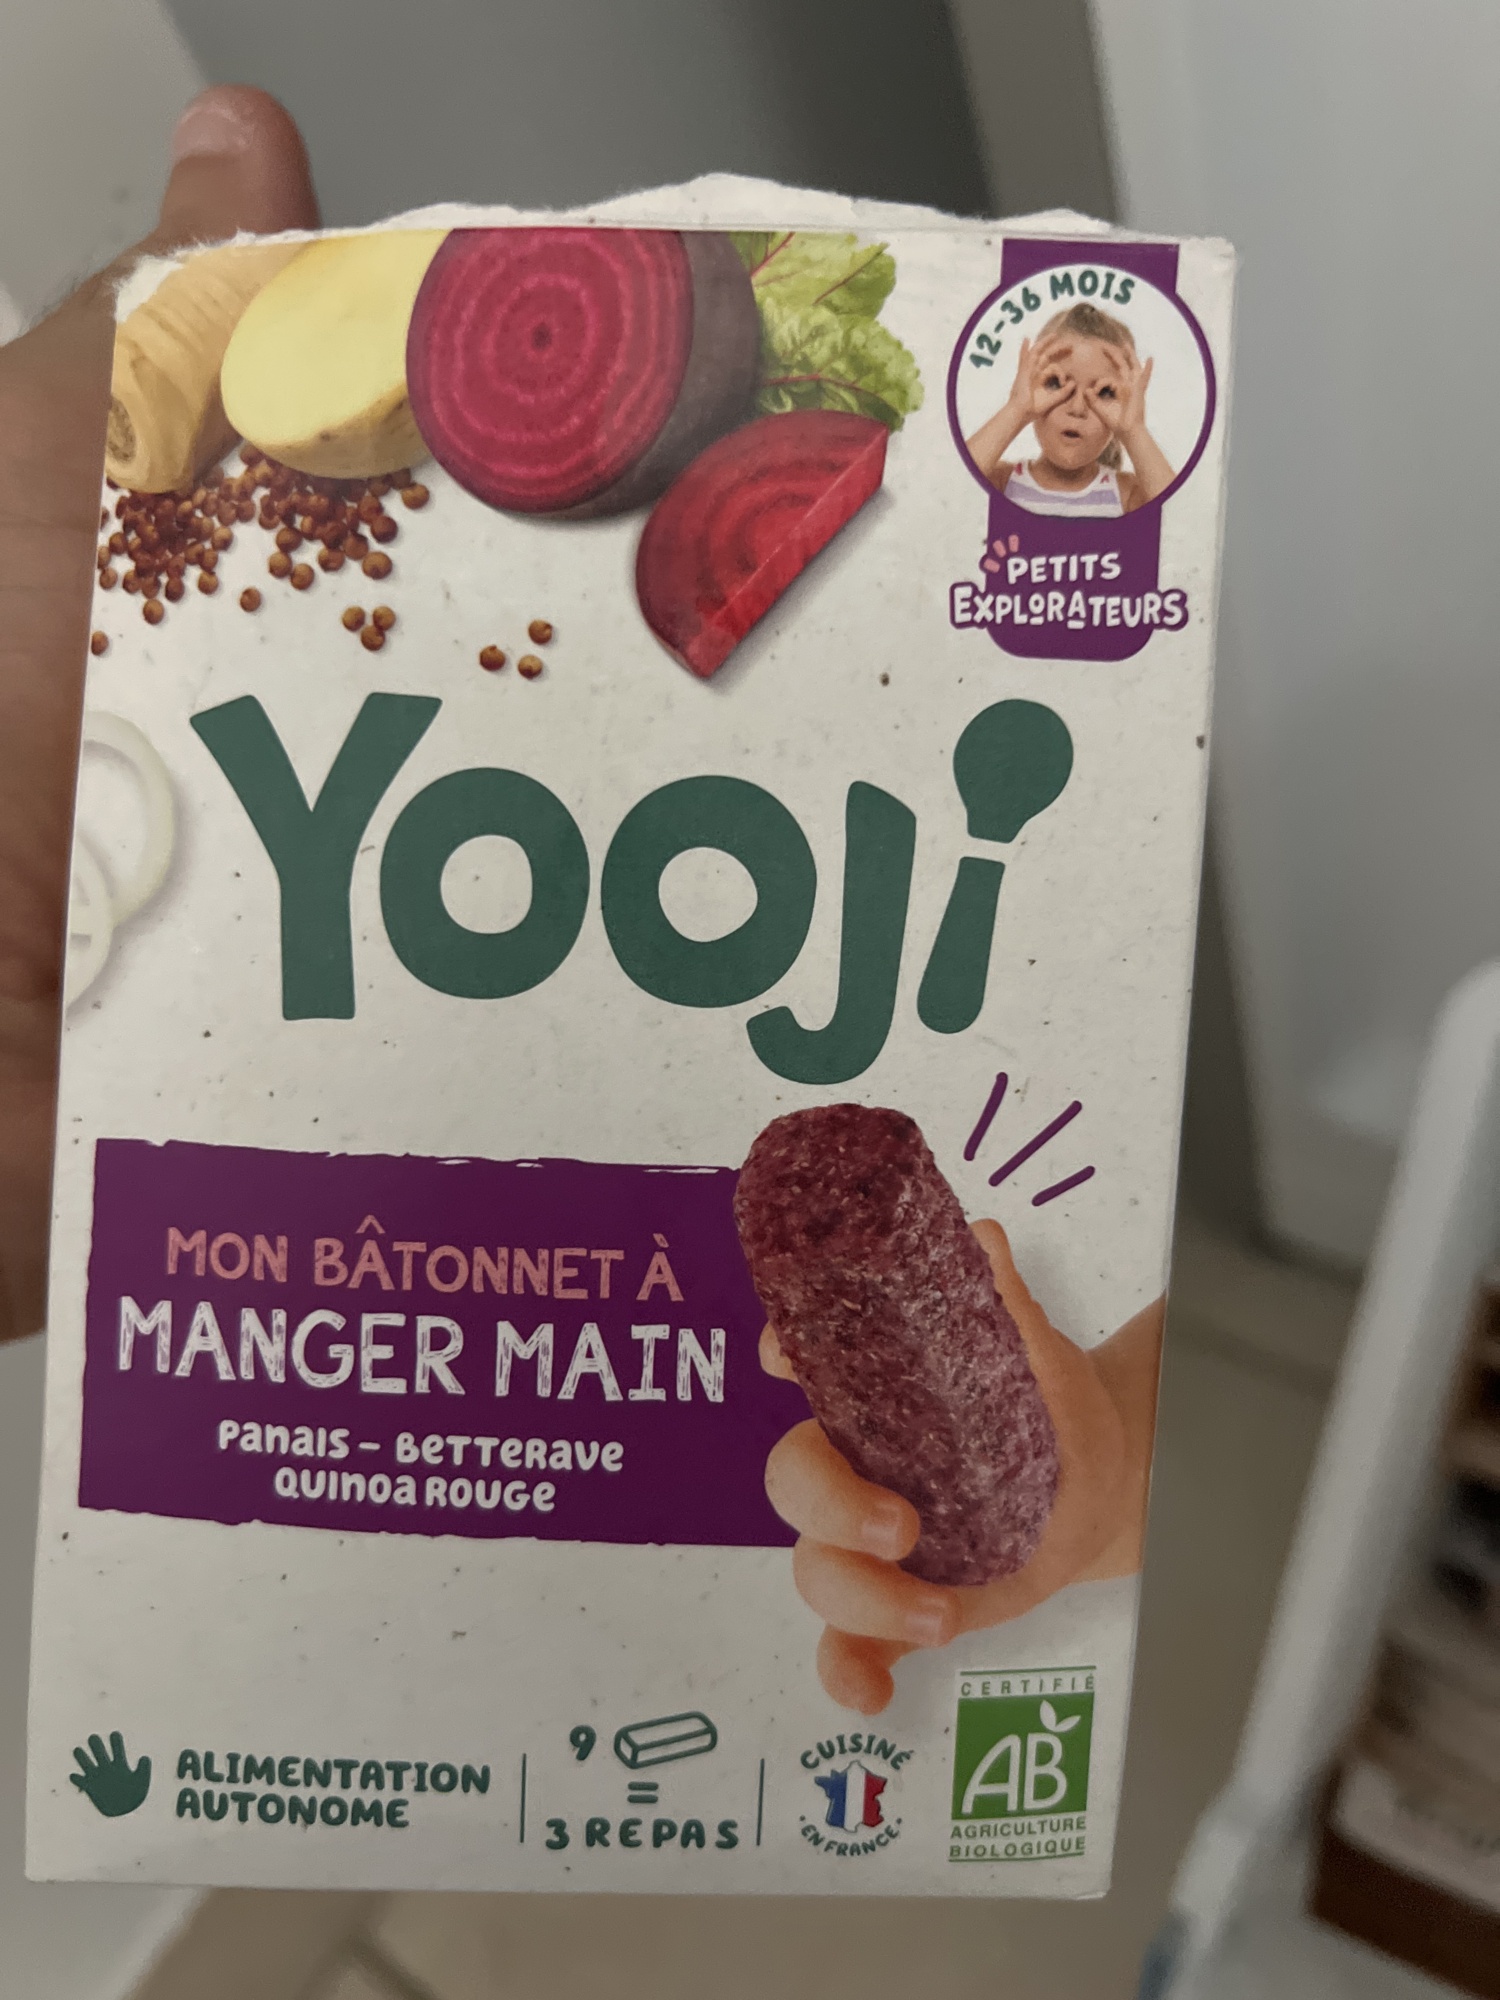 12-36 MOIS
PETITS
EXPLORATEURS
Yooji
MON BÂTONNET À
MANGER MAIN
Panais - Betterave
Quinoa Rouge
ALIMENTATION
AUTONOME
9
=
3 REPAS
CUISINÉ
EN FRANCE
CERTIFIÉ
AB
AGRICULTURE
BIOLOGIQUE